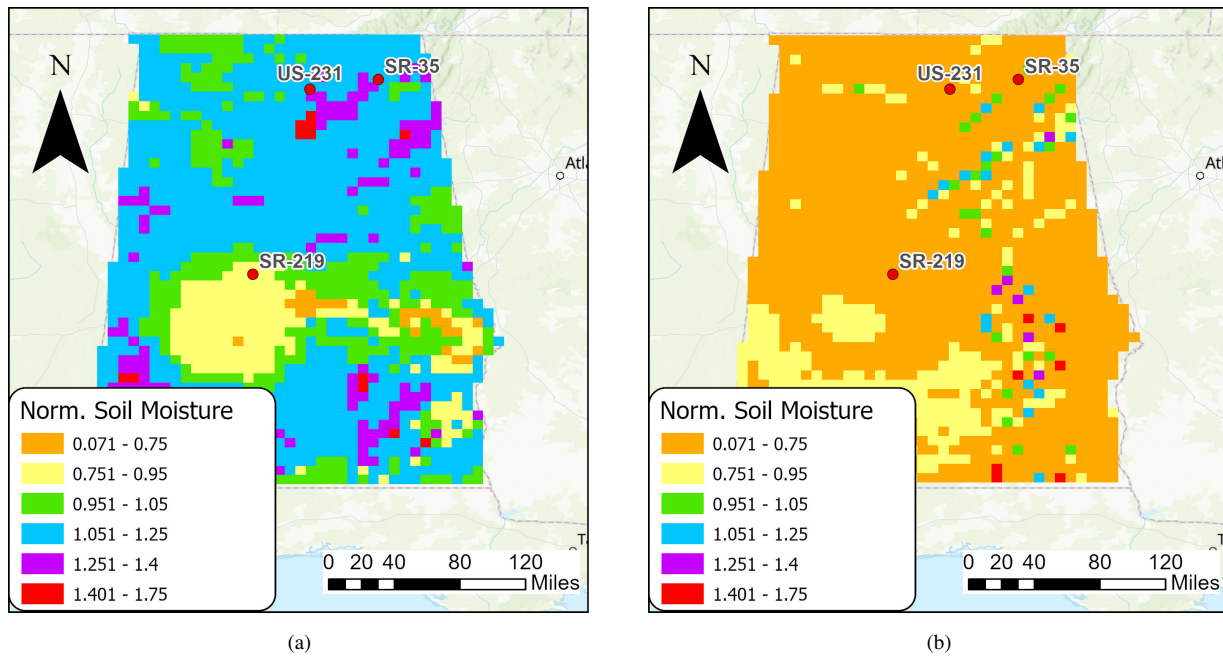 N
US-231
SR-35
Atla
SR-219
Norm. Soil Moisture
0.071 - 0.75
0.751 - 0.95
0.951 - 1.05
1.051 - 1.25
1.251 - 1.4
1.401 - 1.75
Ta
0 20 40 80 120
Miles
(a)
N
US-231
SR-35
Atl
SR-219
Norm. Soil Moisture
0.071 - 0.75
0.751 - 0.95
0.951 - 1.05
1.051 - 1.25
1.251 - 1.4
1.401 - 1.75
T
0 20 40 80 120
Miles
(b)